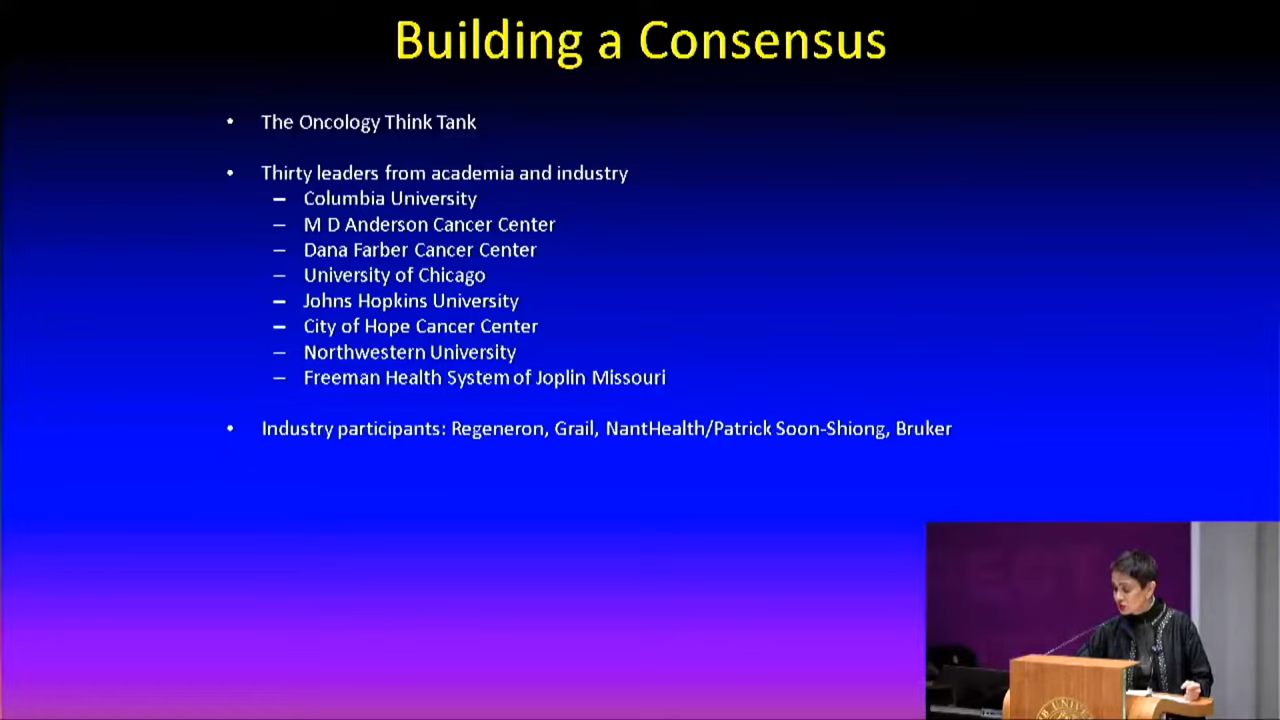 Building a Consensus
• The Oncology Think Tank
• Thirty leaders from academia and industry
– Columbia University
– M D Anderson Cancer Center
– Dana Farber Cancer Center
– University of Chicago
– Johns Hopkins University
– City of Hope Cancer Center
– Northwestern University
– Freeman Health System of Joplin Missouri
• Industry participants: Regeneron, Grail, NantHealth/Patrick Soon-Shiong, Bruker